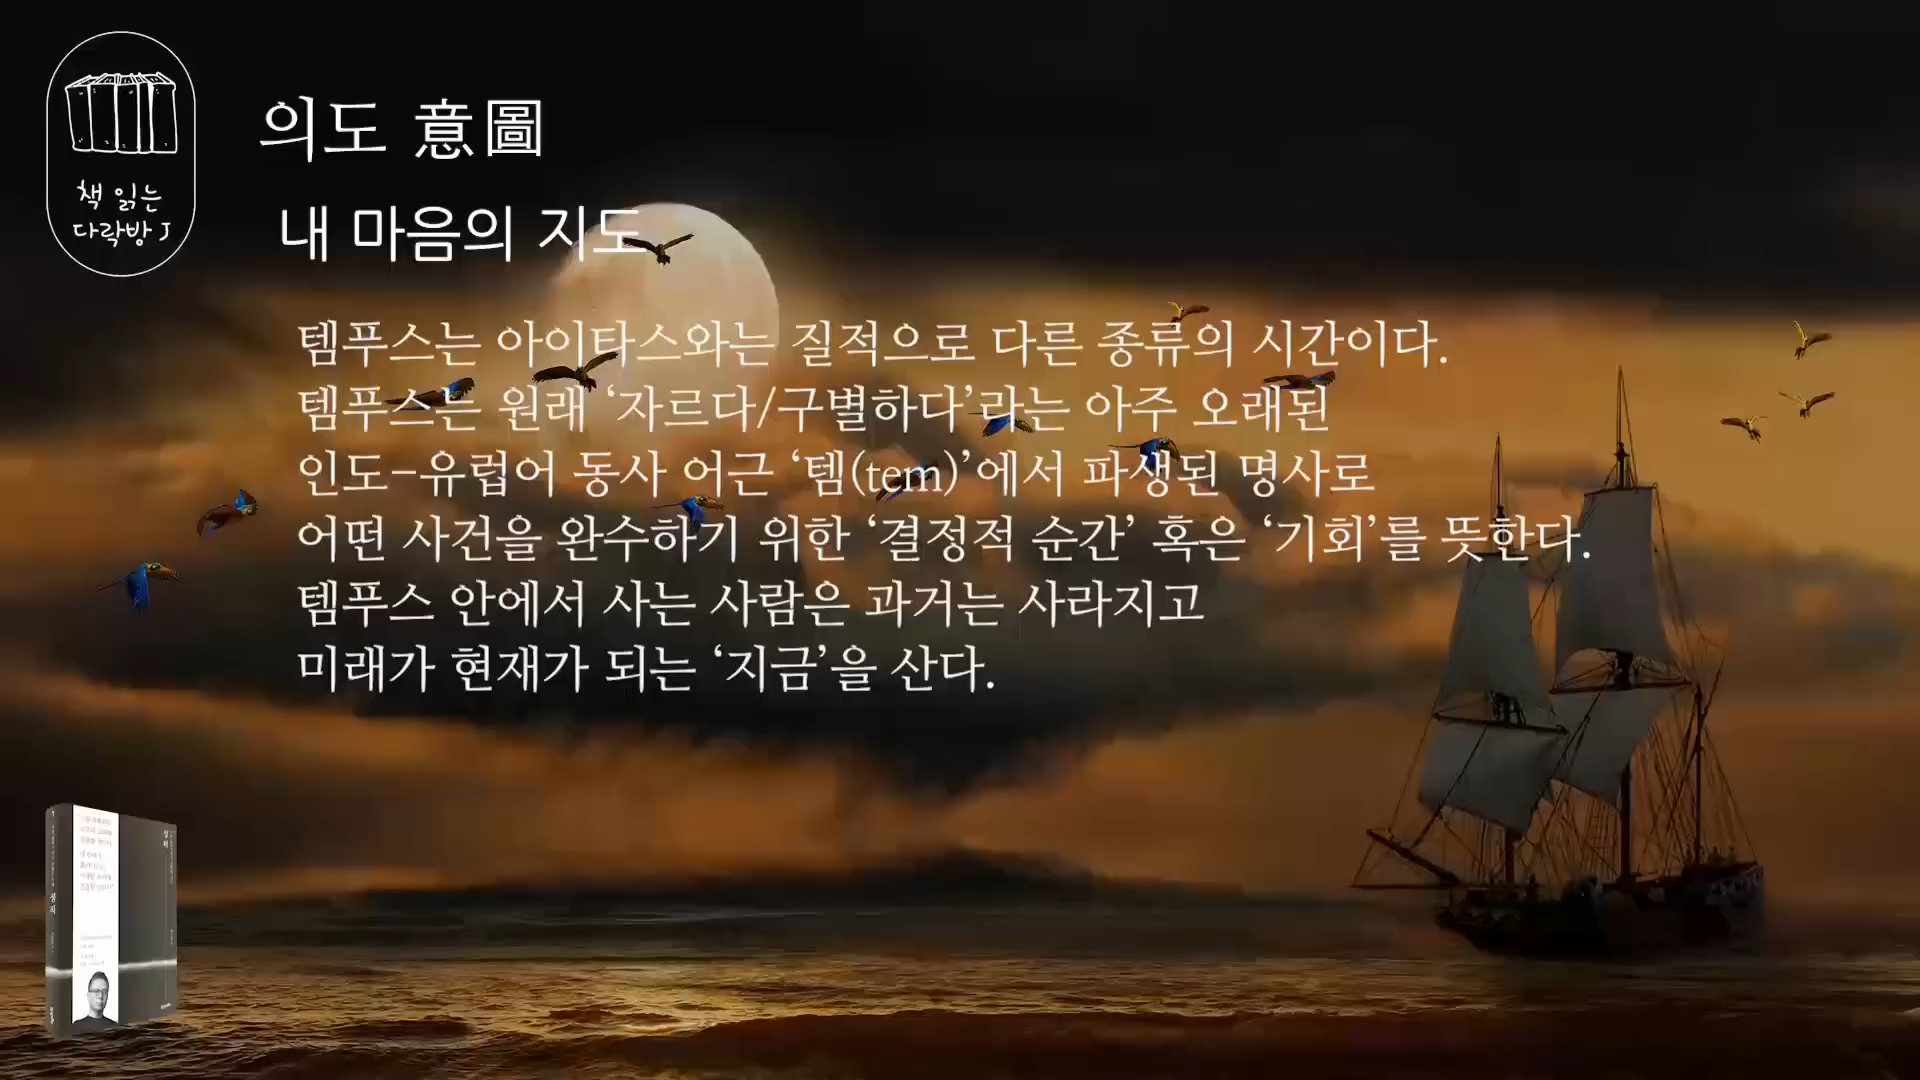 책 읽는
다락방 J
의도 意圖
내 마음의 지도
템푸스는 아이타스와는 질적으로 다른 종류의 시간이다.
템푸스는 원래 ‘자르다/구별하다’라는 아주 오래된
인도-유럽어 동사 어근 ‘템(tem)’에서 파생된 명사로
어떤 사건을 완수하기 위한 ‘결정적 순간’ 혹은 ‘기회’를 뜻한다.
템푸스 안에서 사는 사람은 과거는 사라지고
미래가 현재가 되는 ‘지금’을 산다.